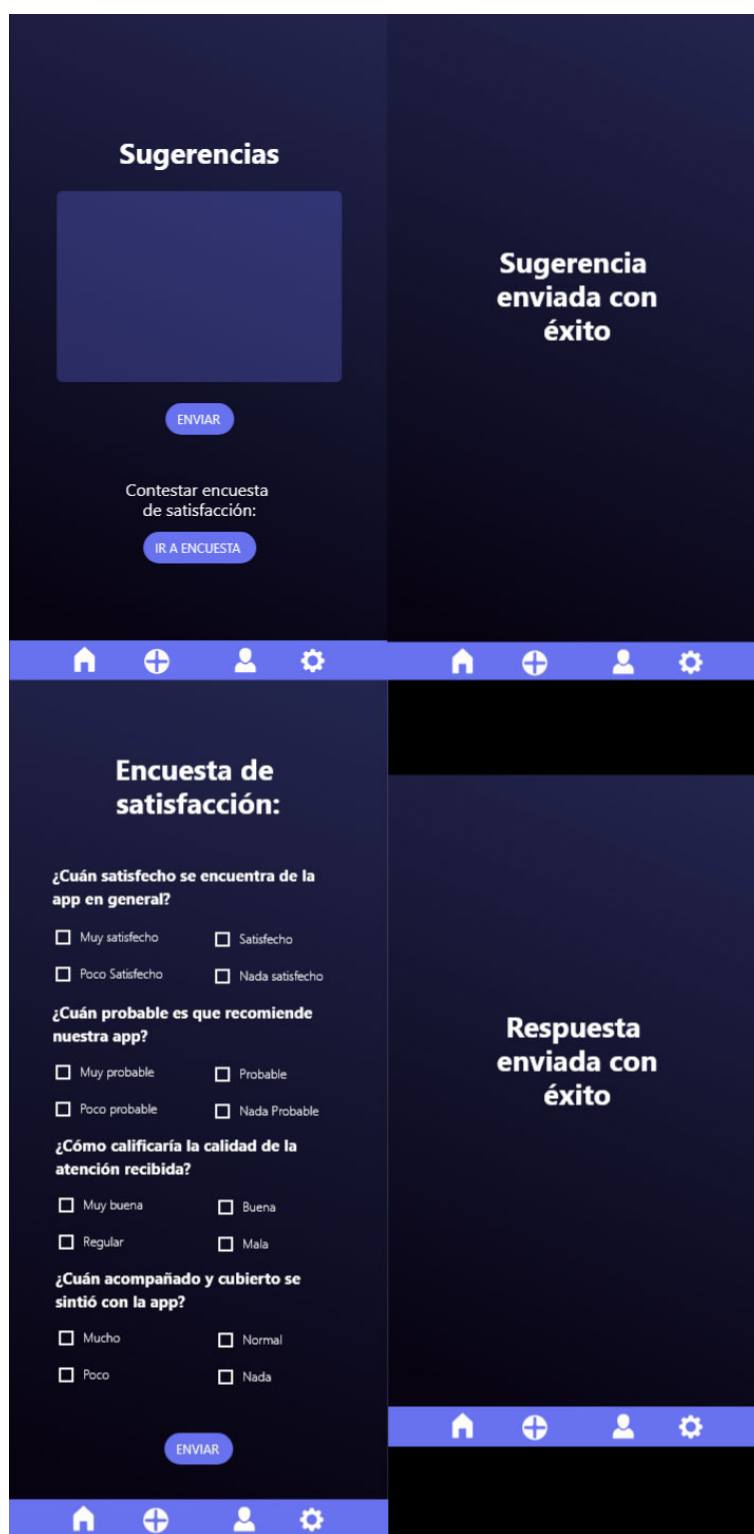 Sugerencias
ENVIAR
Contestar encuesta
de satisfacción:
IR A ENCUESTA
Sugerencia
enviada con
éxito
Encuesta de
satisfacción:
¿Cuán satisfecho se encuentra de la
app en general?
Muy satisfecho Satisfecho
Poco Satisfecho Nada satisfecho
¿Cuán probable es que recomiende
nuestra app?
Muy probable Probable
Poco probable Nada Probable
¿Cómo calificaría la calidad de la
atención recibida?
Muy buena Buena
Regular Mala
¿Cuán acompañado y cubierto se
sintió con la app?
Mucho Normal
Poco Nada
ENVIAR
Respuesta
enviada con
éxito